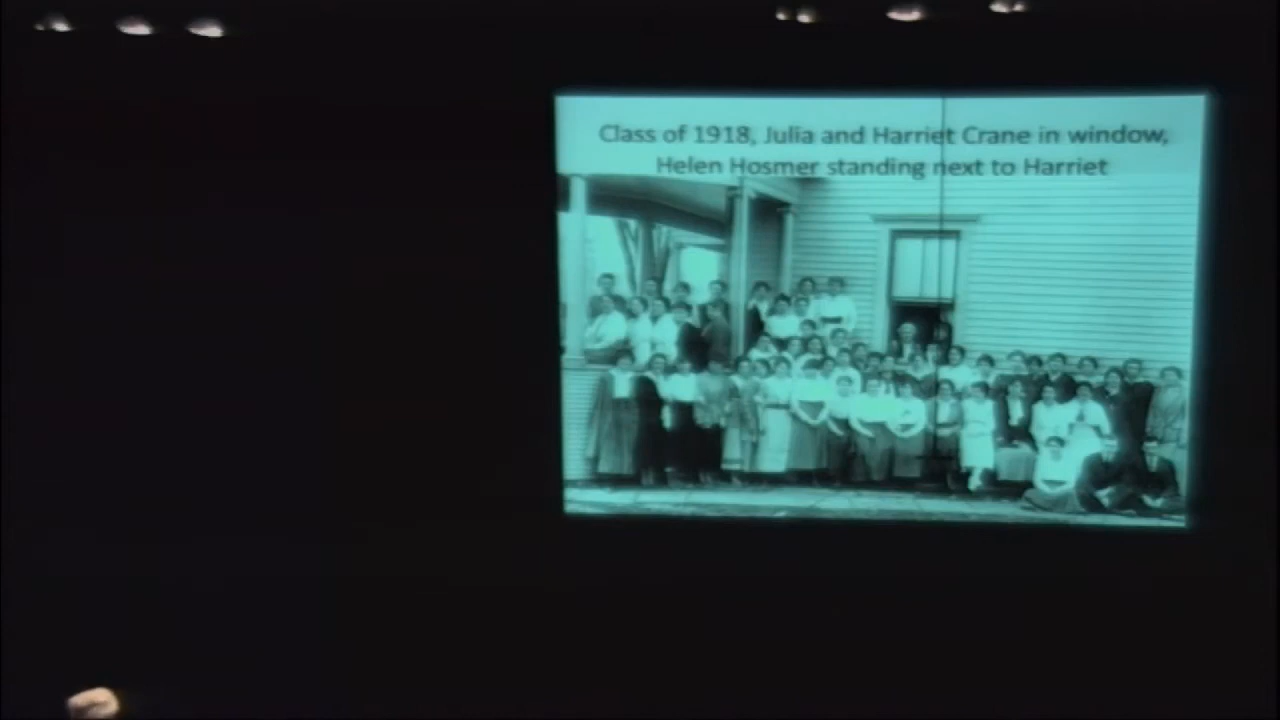 Class of 1918, Julia and Harriet Crane in window,
Helen Hosmer standing next to Harriet